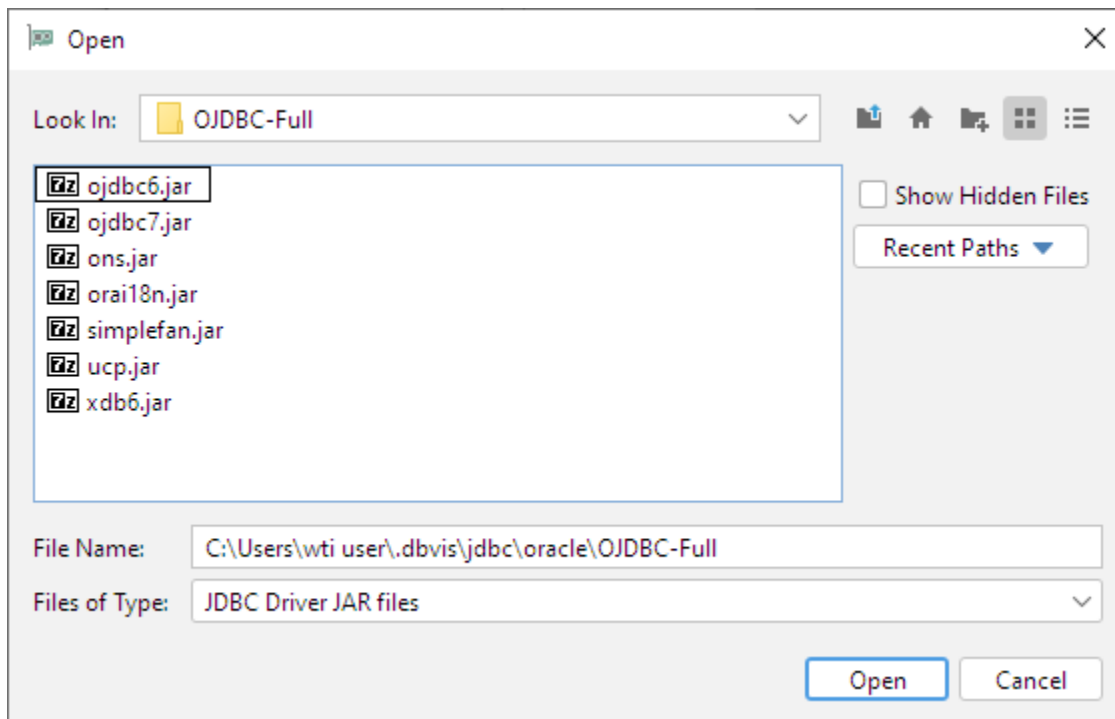 Open
Look In: OJDBC-Full
ojdbc6.jar
ojdbc7.jar
ons.jar
orai18n.jar
simplefan.jar
ucp.jar
xdb6.jar
Show Hidden Files
Recent Paths
File Name: C:\Users\wti user\.dbvis\jdbc\oracle\OJDBC-Full
Files of Type: JDBC Driver JAR files
Open Cancel